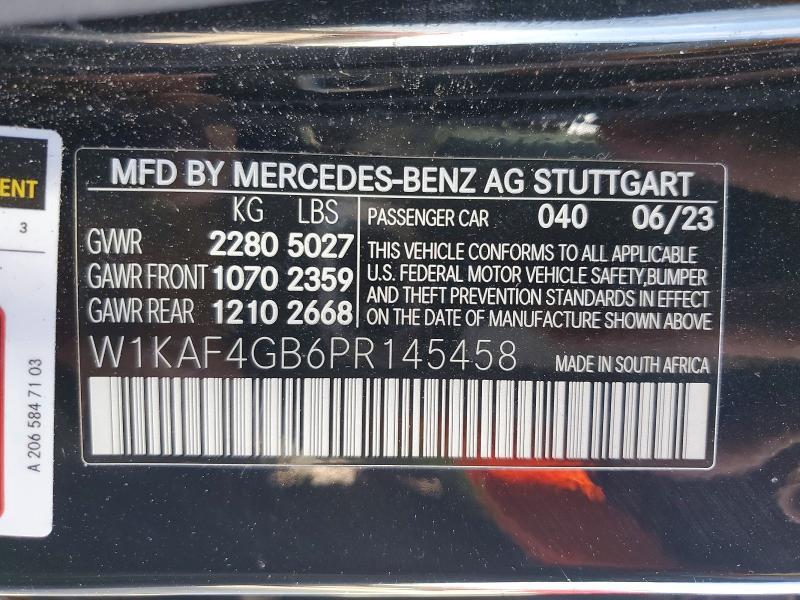 MFD BY MERCEDES-BENZ AG STUTTGART
KG LBS
GVWR 2280 5027
GAWR FRONT 1070 2359
GAWR REAR 1210 2668
PASSENGER CAR 040 06/23
THIS VEHICLE CONFORMS TO ALL APPLICABLE
U.S. FEDERAL MOTOR VEHICLE SAFETY,BUMPER
AND THEFT PREVENTION STANDARDS IN EFFECT
ON THE DATE OF MANUFACTURE SHOWN ABOVE
W1KAF4GB6PR145458 MADE IN SOUTH AFRICA
3
A 206 584 71 03